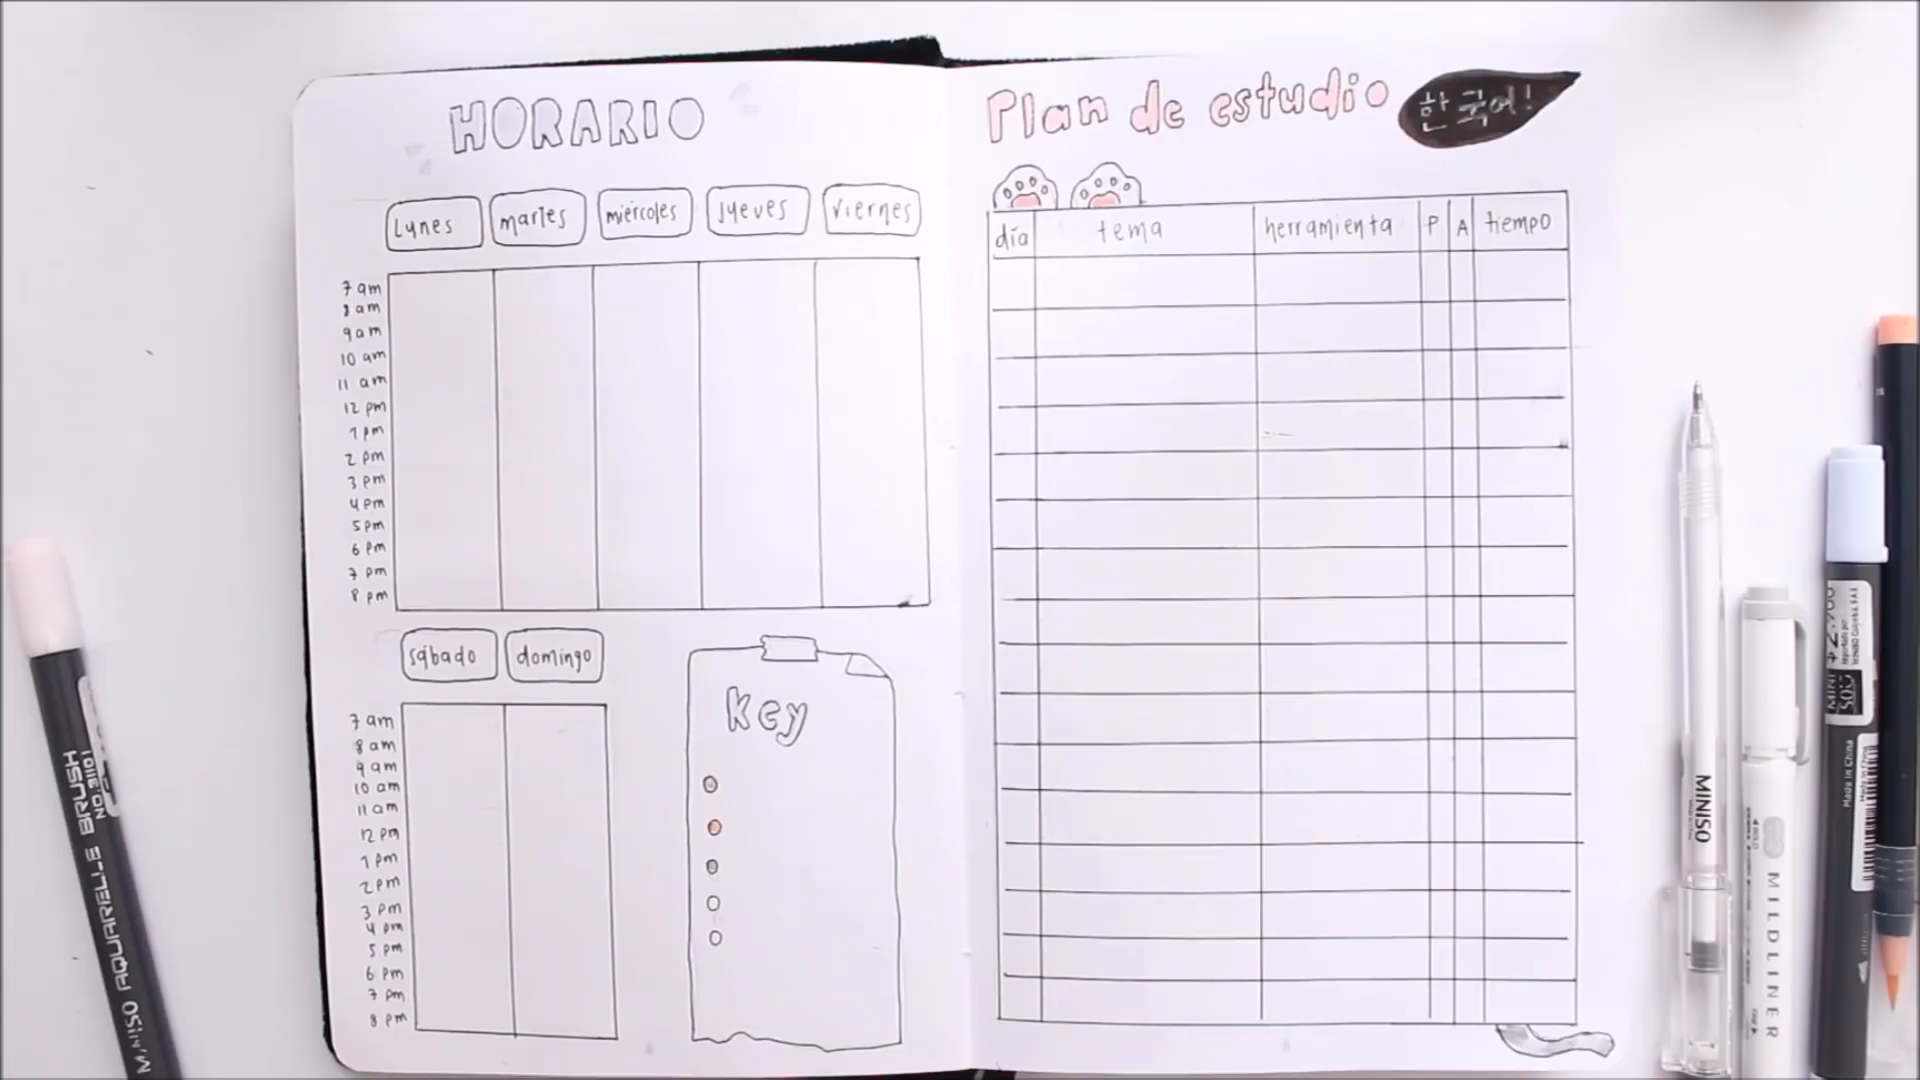 HORARIO
lunes martes miércoles jueves viernes
7 am
8 am
9 am
10 am
11 am
12 pm
1 pm
2 pm
3 pm
4 pm
5 pm
6 pm
7 pm
8 pm
sábado domingo
7 am
8 am
9 am
10 am
11 am
12 pm
1 pm
2 pm
3 pm
4 pm
5 pm
6 pm
7 pm
8 pm
Key
Plan de estudio 한국어!
día tema herramienta P A tiempo
MINISO AQUARELLE BRUSH
NO.3110
MINISO
MILDLINER
Made in China